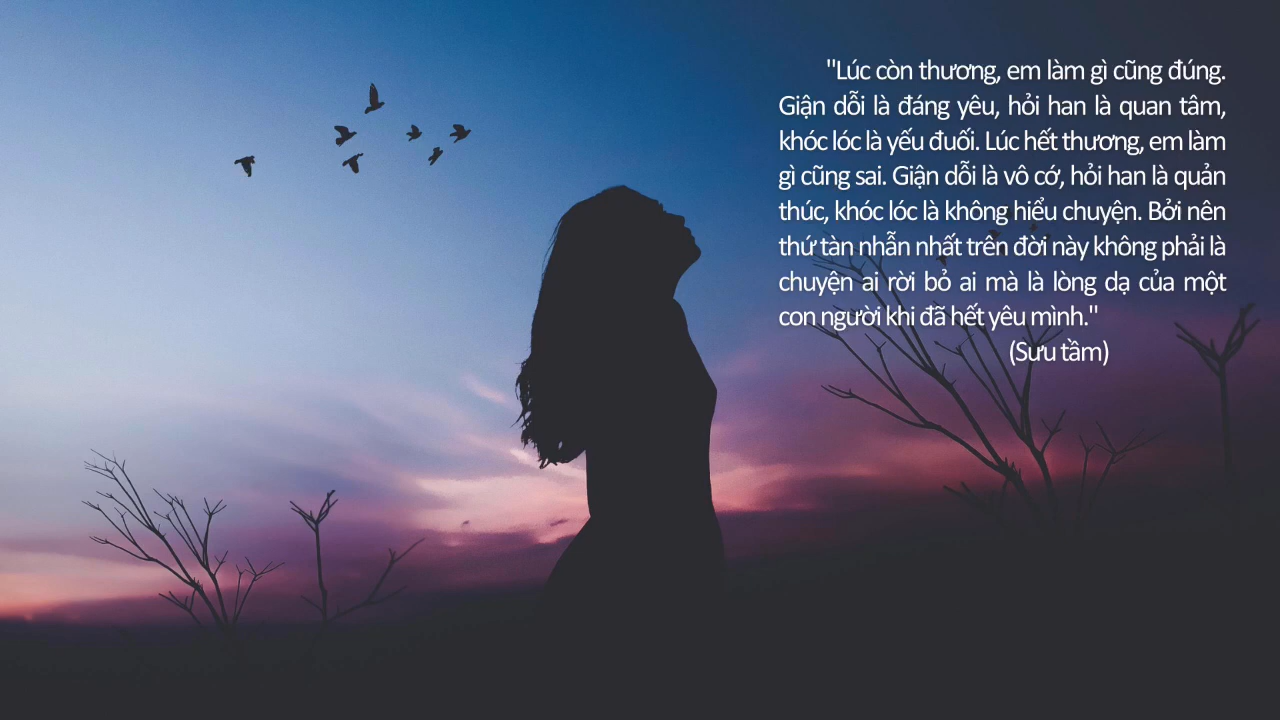 "Lúc còn thương, em làm gì cũng đúng.
Giận dỗi là đáng yêu, hỏi han là quan tâm,
khóc lóc là yếu đuối. Lúc hết thương, em làm
gì cũng sai. Giận dỗi là vô cớ, hỏi han là quản
thúc, khóc lóc là không hiểu chuyện. Bởi nên
thứ tàn nhẫn nhất trên đời này không phải là
chuyện ai rời bỏ ai mà là lòng dạ của một
con người khi đã hết yêu mình."
(Sưu tầm)